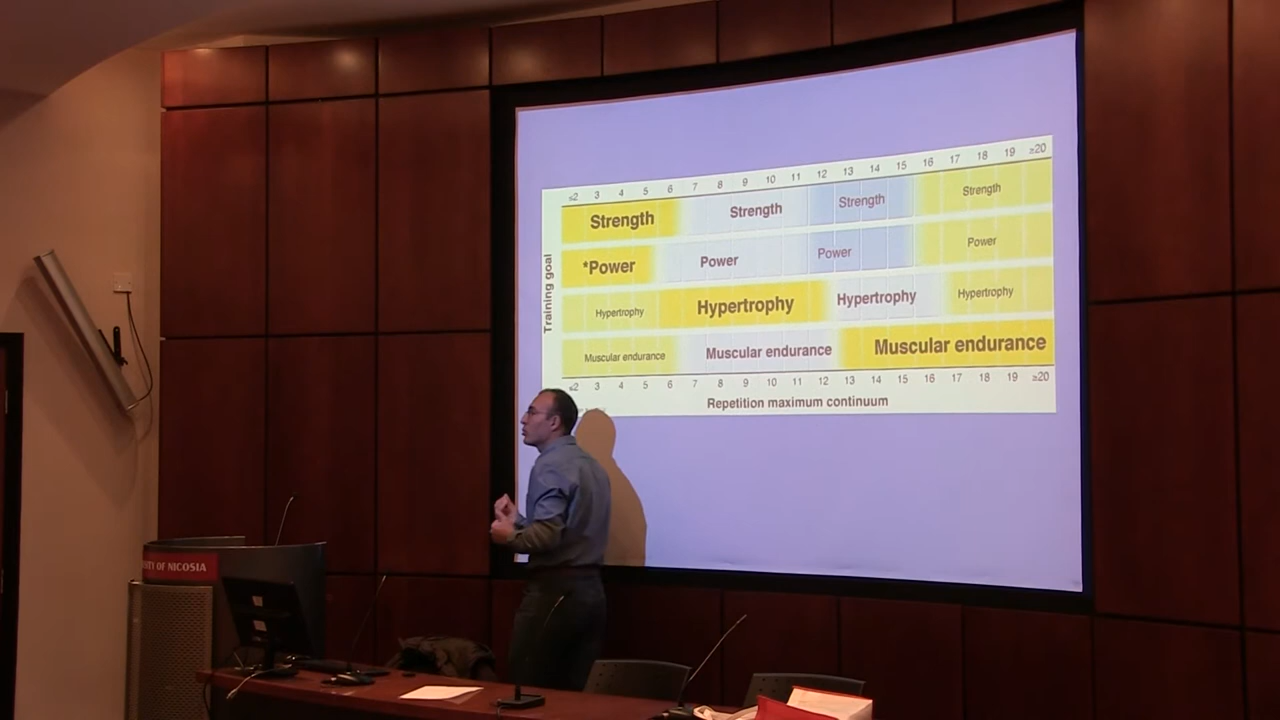 ≤2 3 4 5 6 7 8 9 10 11 12 13 14 15 16 17 18 19 ≥20
Strength Strength Strength Strength
*Power Power Power Power
Hypertrophy Hypertrophy Hypertrophy Hypertrophy
Muscular endurance Muscular endurance Muscular endurance
Training goal
≤2 3 4 5 6 7 8 9 10 11 12 13 14 15 16 17 18 19 ≥20
Repetition maximum continuum
SITY OF NICOSIA